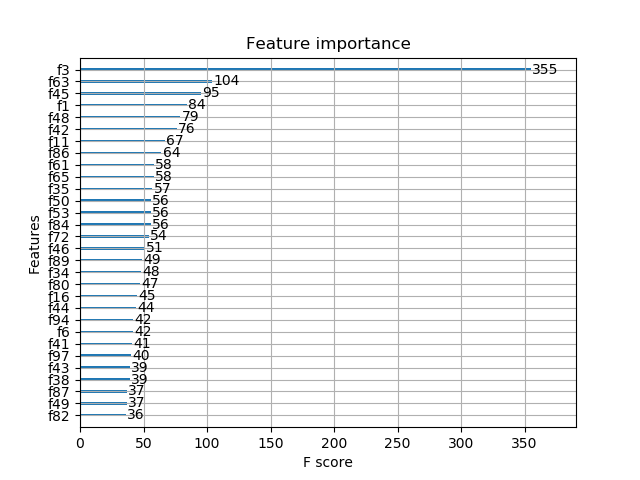 Feature importance
f3 355
f63 104
f45 95
f1 84
f48 79
f42 76
f11 67
f86 64
f61 58
f65 58
f35 57
f50 56
f53 56
f84 56
f72 54
f46 51
f89 49
f34 48
f80 47
f16 45
f44 44
f94 42
f6 42
f41 41
f97 40
f43 39
f38 39
f87 37
f49 37
f82 36
Features
0 50 100 150 200 250 300 350
F score